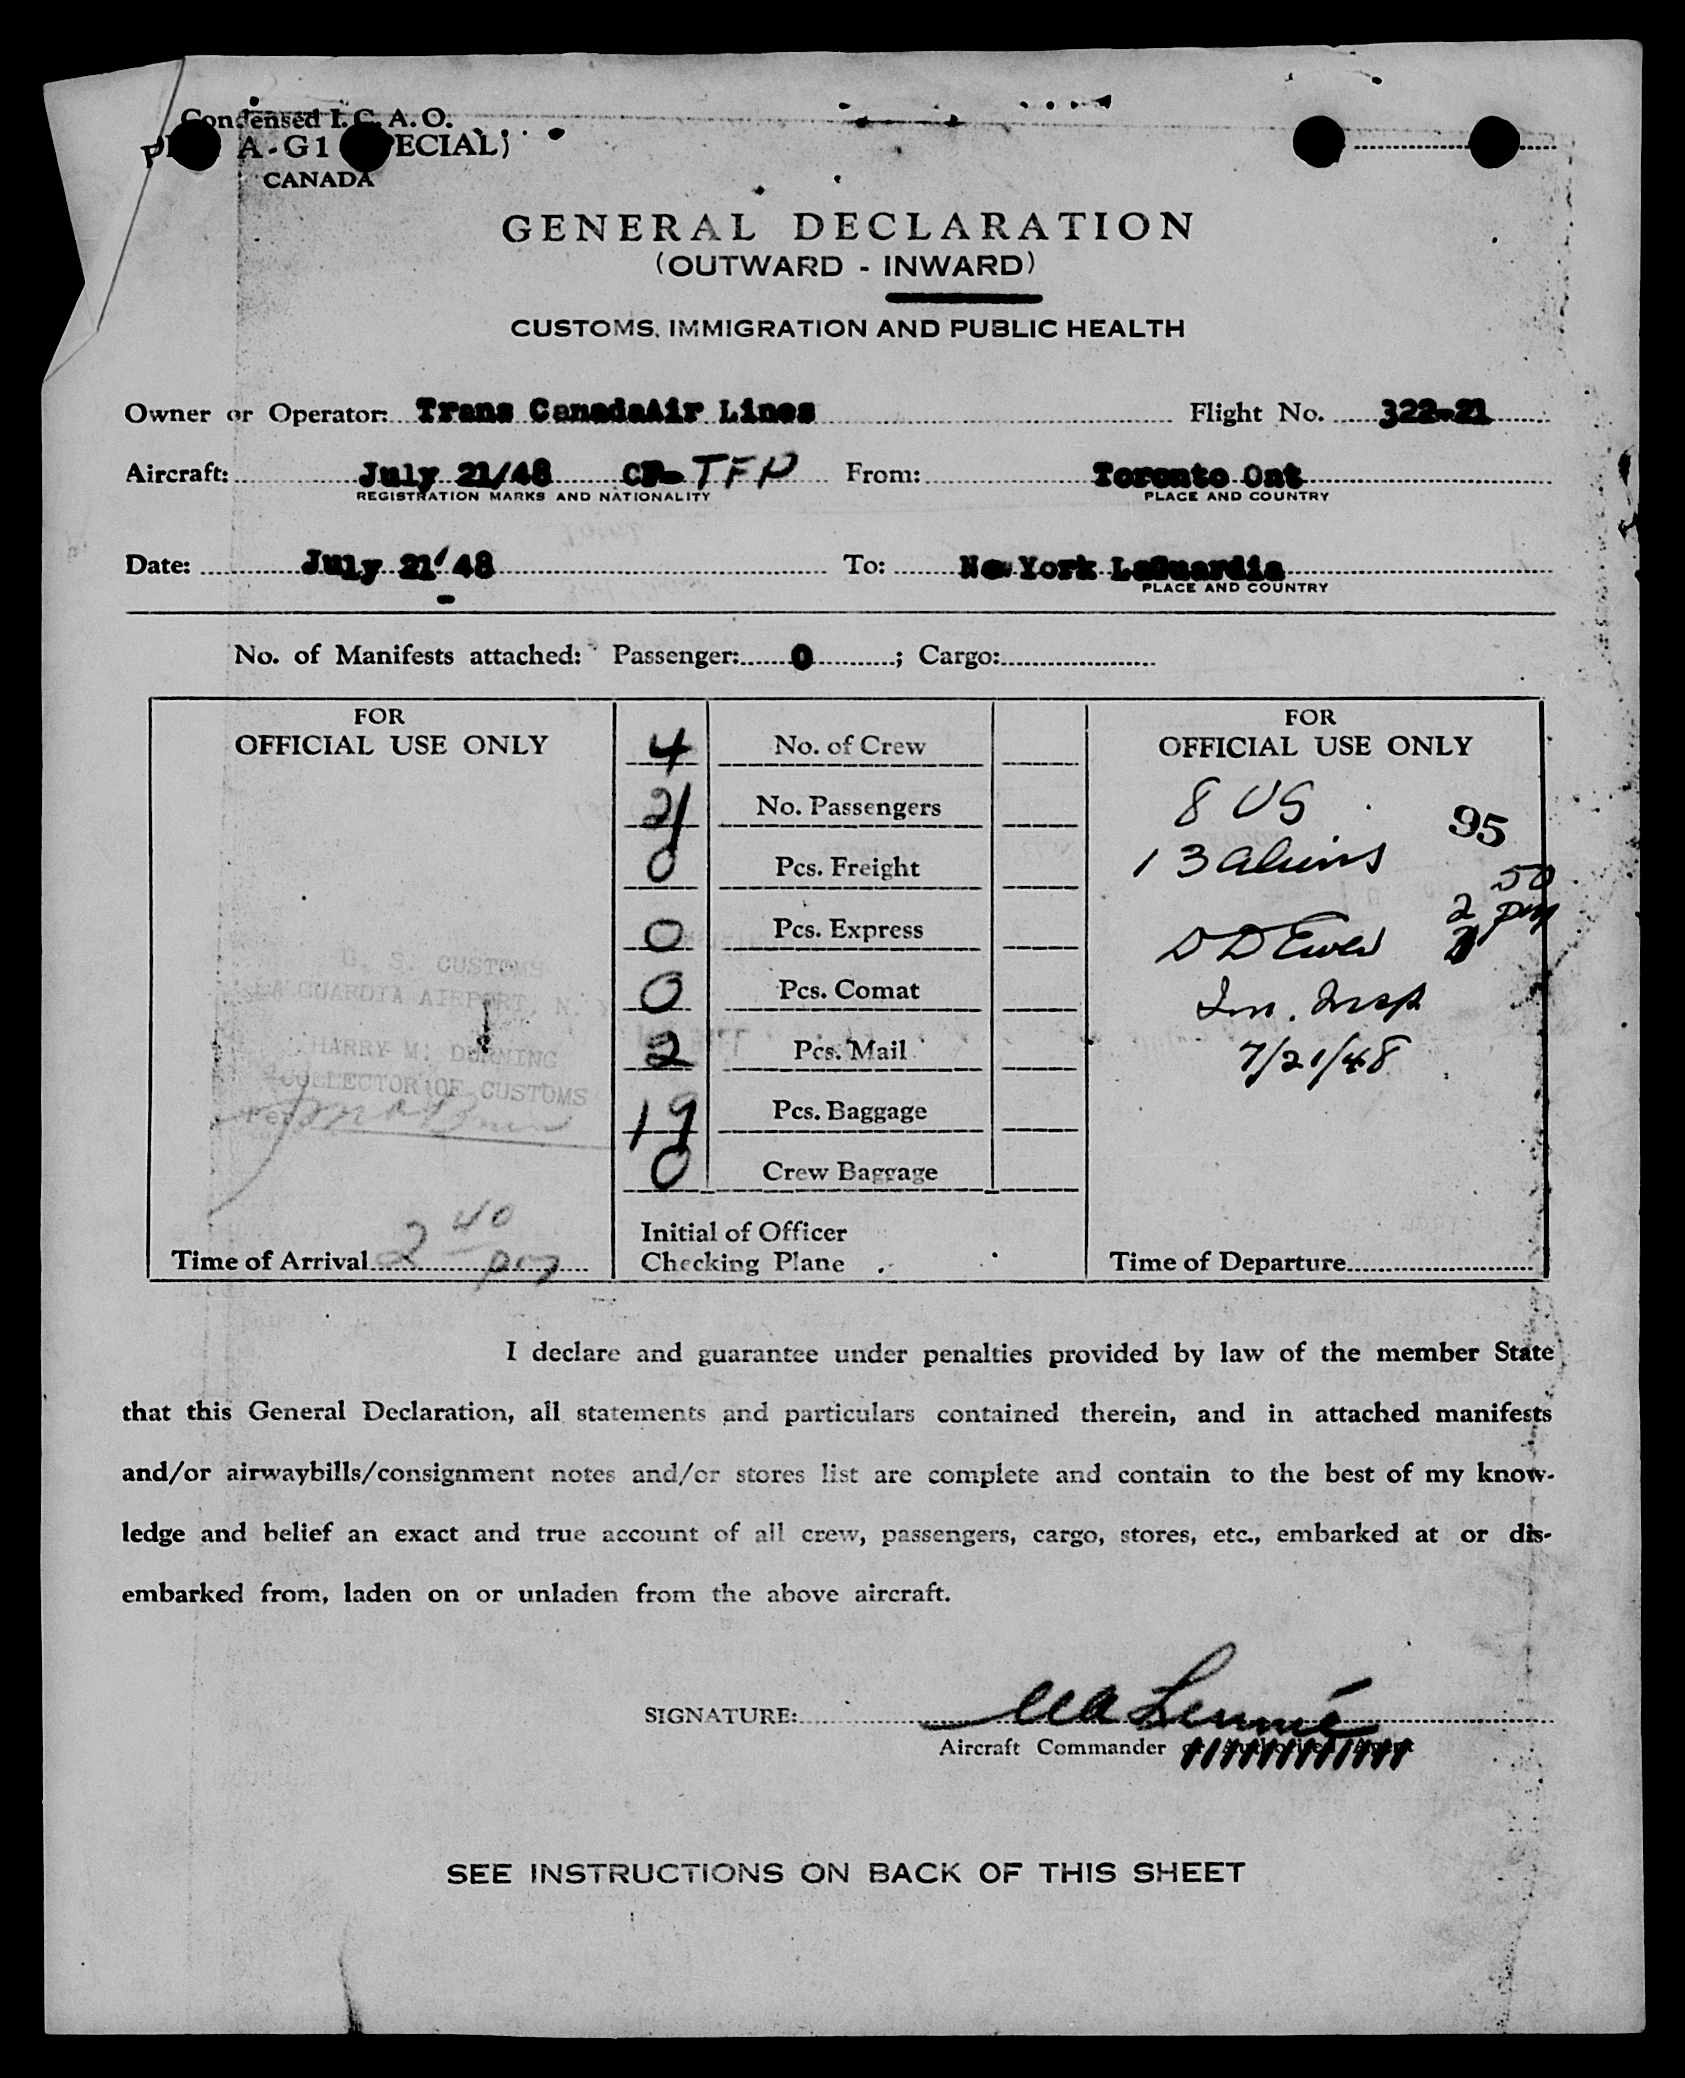 Condensed I. C. A. O.
A-G1 ECIAL)
CANADA
GENERAL DECLARATION
(OUTWARD - INWARD)
CUSTOMS, IMMIGRATION AND PUBLIC HEALTH
Owner or Operator: Trans CanadaAir Lines Flight No. 322-21
Aircraft: July 21/48 CF-TFP From: Toronto Ont
REGISTRATION MARKS AND NATIONALITY PLACE AND COUNTRY
Date: July 21' 48 To: New York LaGuardia
PLACE AND COUNTRY
No. of Manifests attached: Passenger: 0 ; Cargo:
FOR
OFFICIAL USE ONLY
U. S. CUSTOMS
LA GUARDIA AIRPORT, N.
HARRY M. DURNING
COLLECTOR OF CUSTOMS
Per
Time of Arrival 2 40 pm
4 No. of Crew
21 No. Passengers
0 Pcs. Freight
0 Pcs. Express
0 Pcs. Comat
2 Pcs. Mail
19 Pcs. Baggage
0 Crew Baggage
Initial of Officer
Checking Plane
FOR
OFFICIAL USE ONLY
8 US
95
13 aliens
2 50 pm
D D
Im. Insp
7/21/48
Time of Departure
I declare and guarantee under penalties provided by law of the member State
that this General Declaration, all statements and particulars contained therein, and in attached manifests
and/or airwaybills/consignment notes and/or stores list are complete and contain to the best of my know-
ledge and belief an exact and true account of all crew, passengers, cargo, stores, etc., embarked at or dis-
embarked from, laden on or unladen from the above aircraft.
SIGNATURE:
Aircraft Commander
SEE INSTRUCTIONS ON BACK OF THIS SHEET